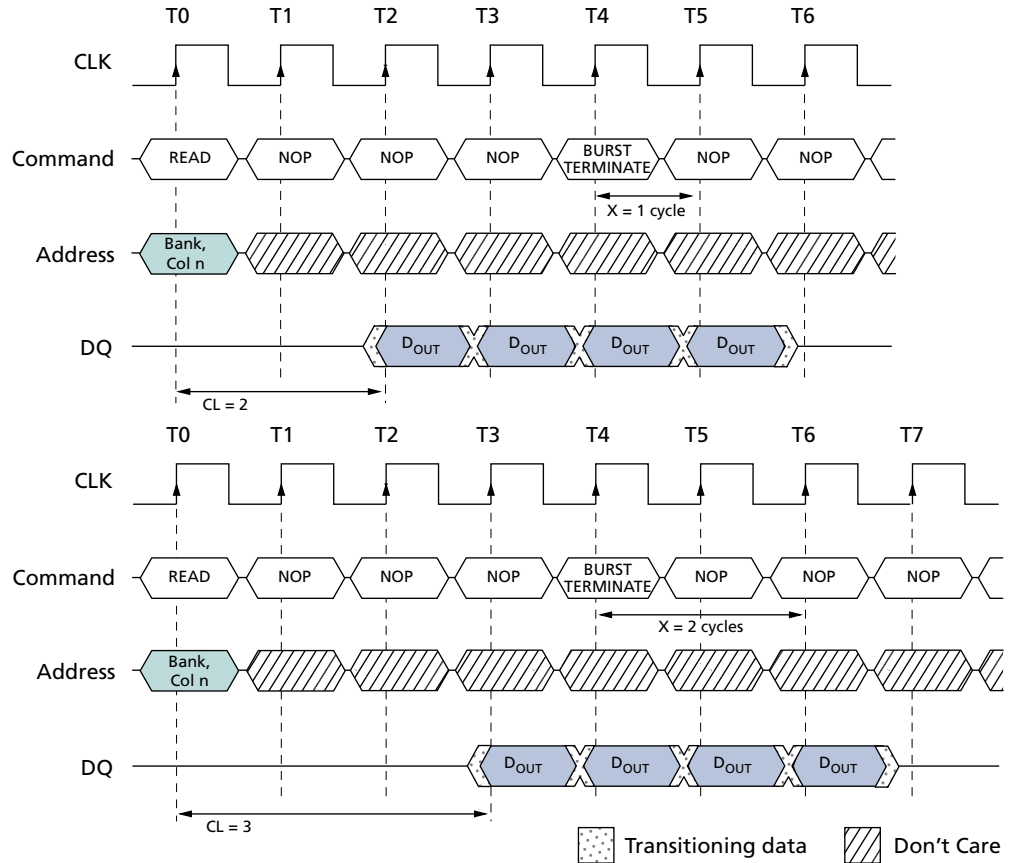 T0 T1 T2 T3 T4 T5 T6
CLK
Command READ NOP NOP NOP BURST TERMINATE NOP NOP
X = 1 cycle
Address Bank, Col n
DQ DOUT DOUT DOUT DOUT
CL = 2
T0 T1 T2 T3 T4 T5 T6 T7
CLK
Command READ NOP NOP NOP BURST TERMINATE NOP NOP NOP
X = 2 cycles
Address Bank, Col n
DQ DOUT DOUT DOUT DOUT
CL = 3
Transitioning data Don't Care